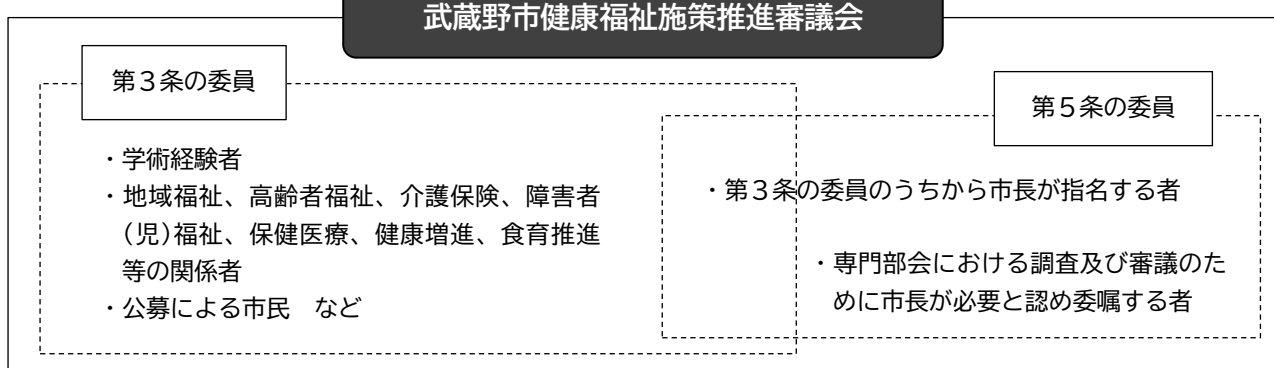 武蔵野市健康福祉施策推進審議会
第３条の委員
・学術経験者
・地域福祉、高齢者福祉、介護保険、障害者
(児)福祉、保健医療、健康増進、食育推進
等の関係者
・公募による市民　など
第５条の委員
・第３条の委員のうちから市長が指名する者
・専門部会における調査及び審議のた
めに市長が必要と認め委嘱する者